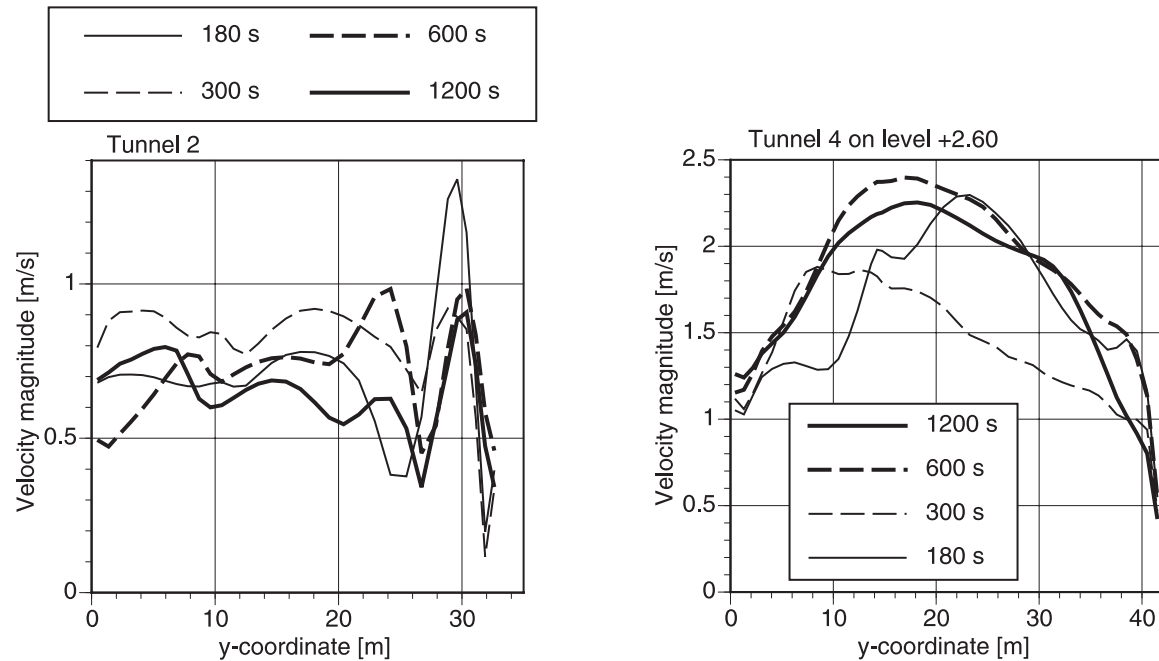 180 s
600 s
300 s
1200 s
Tunnel 2
Velocity magnitude [m/s]
1
0.5
0
0
10
20
30
y-coordinate [m]
Tunnel 4 on level +2.60
Velocity magnitude [m/s]
2.5
2
1.5
1
0.5
0
1200 s
600 s
300 s
180 s
0
10
20
30
40
y-coordinate [m]